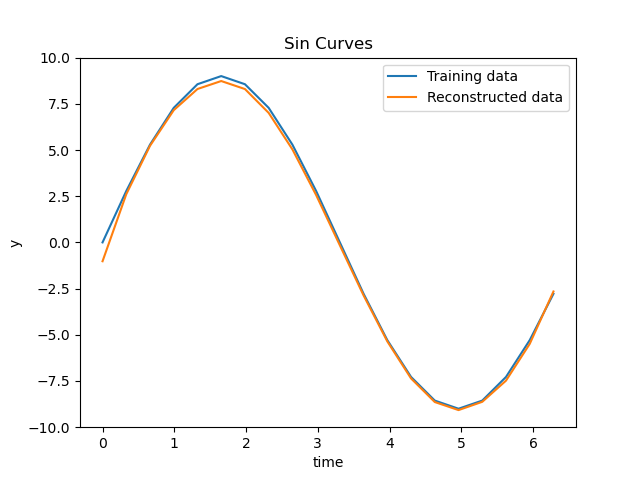 Sin Curves
Training data
Reconstructed data
10.0
7.5
5.0
2.5
0.0
−2.5
−5.0
−7.5
−10.0
y
0 1 2 3 4 5 6
time